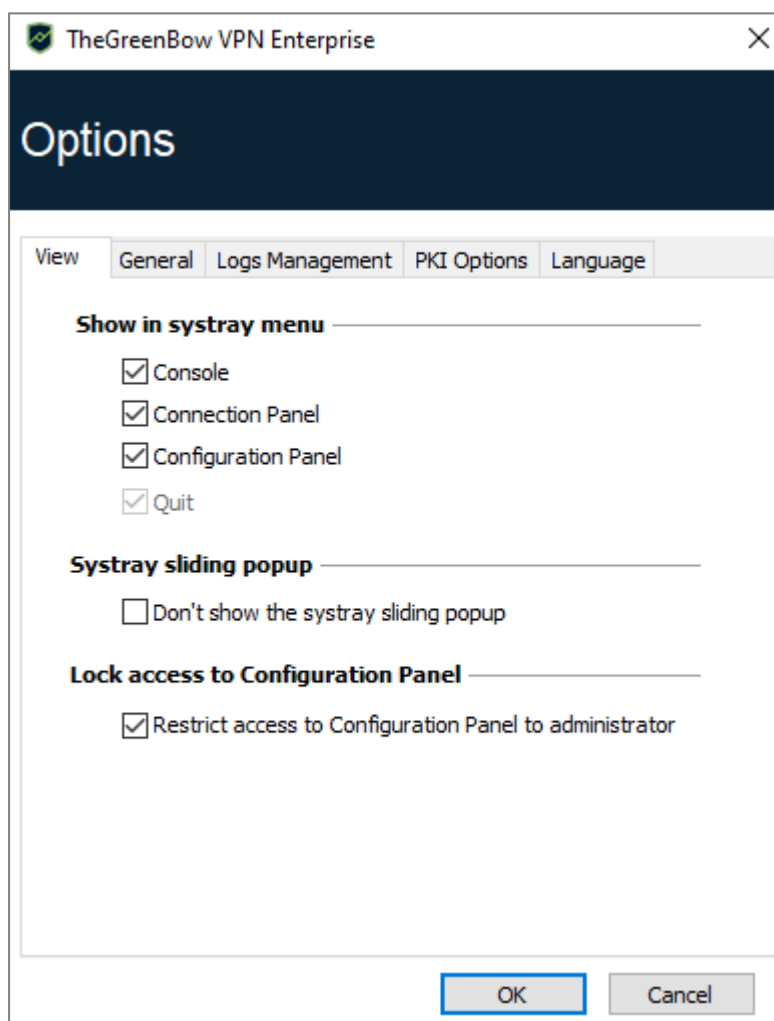 TheGreenBow VPN Enterprise
Options
View General Logs Management PKI Options Language
Show in systray menu
Console
Connection Panel
Configuration Panel
Quit
Systray sliding popup
Don't show the systray sliding popup
Lock access to Configuration Panel
Restrict access to Configuration Panel to administrator
OK Cancel